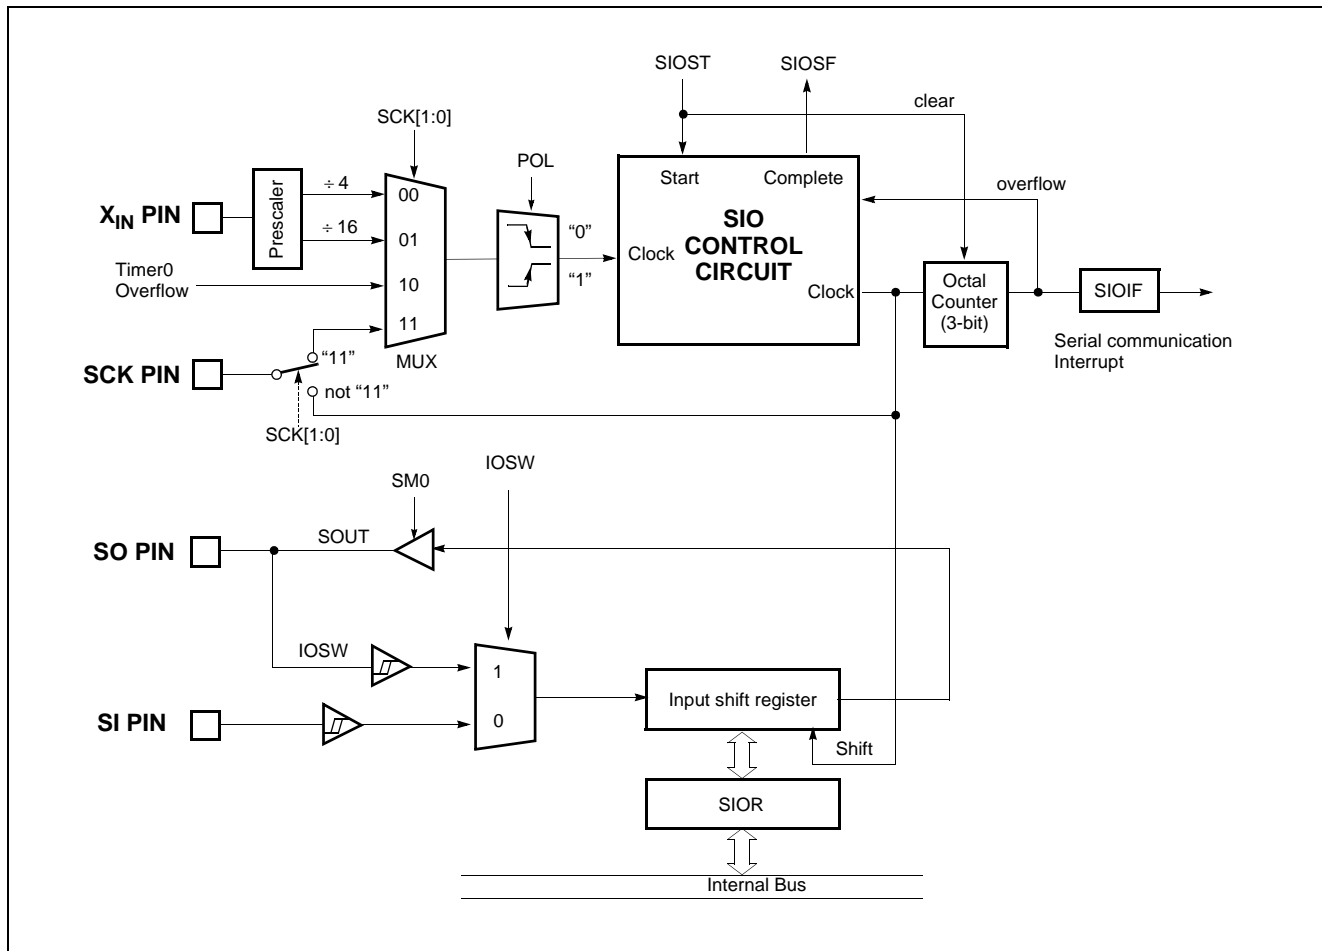 SIOST
SIOSF
clear
SCK[1:0]
POL
Start
Complete
overflow
÷ 4
00
XIN PIN
Prescaler
÷ 16
01
“0”
SIO
CONTROL
CIRCUIT
Clock
“1”
Timer0
Overflow
10
Clock
Octal
Counter
(3-bit)
SIOIF
11
Serial communication
Interrupt
“11”
MUX
SCK PIN
not “11”
SCK[1:0]
IOSW
SM0
SOUT
SO PIN
IOSW
1
Input shift register
SI PIN
0
Shift
SIOR
Internal Bus